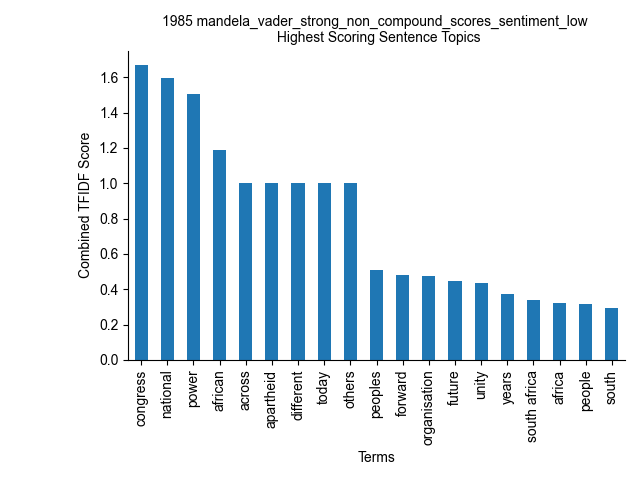 1985 mandela_vader_strong_non_compound_scores_sentiment_low
Highest Scoring Sentence Topics
Combined TFIDF Score
1.6
1.4
1.2
1.0
0.8
0.6
0.4
0.2
0.0
congress
national
power
african
across
apartheid
different
today
others
peoples
forward
organisation
future
unity
years
south africa
africa
people
south
Terms